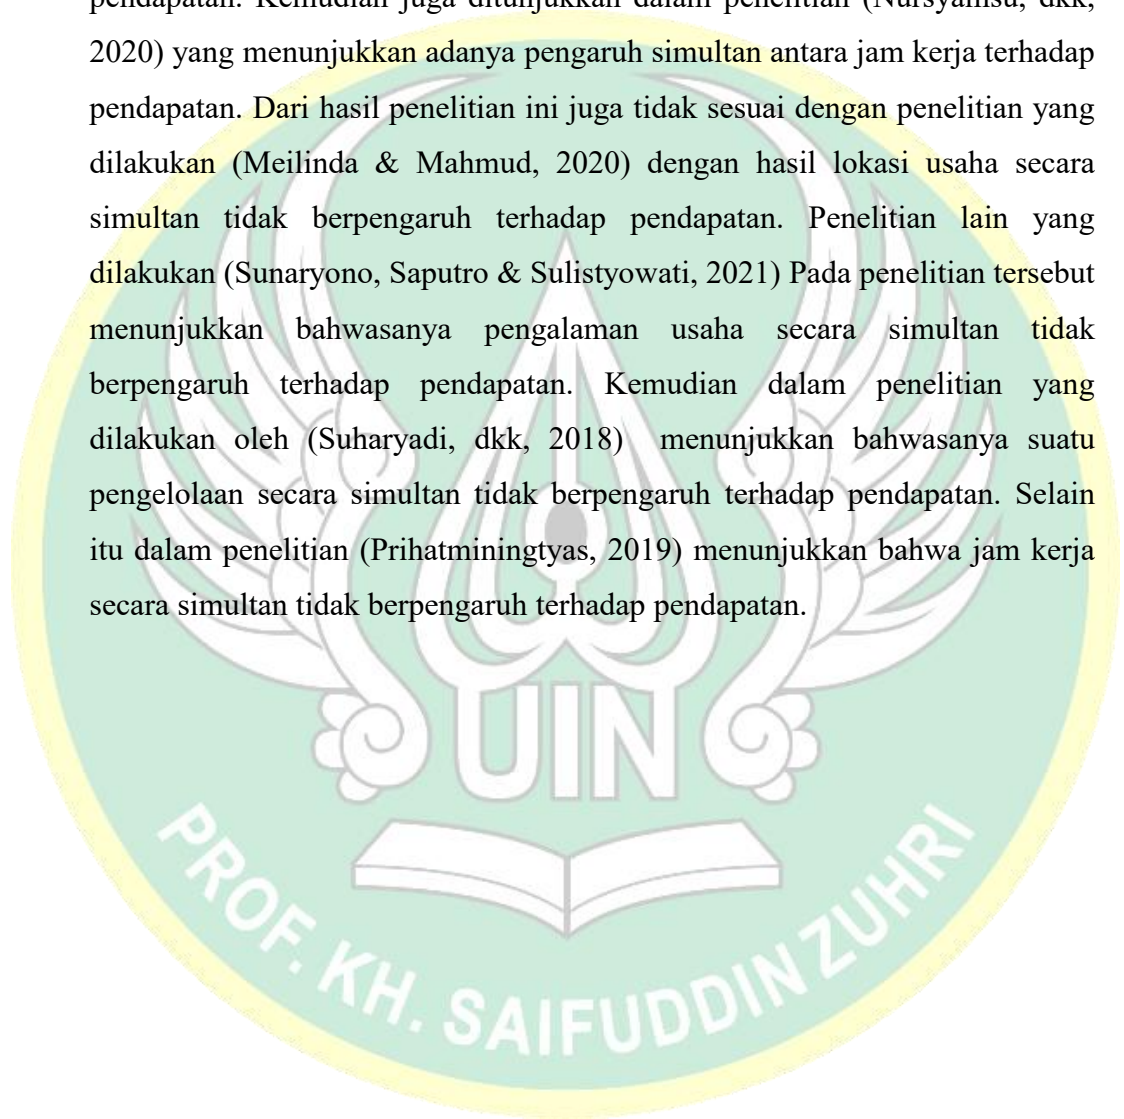 pendapatan. Kemudian juga ditunjukkan dalam penelitian (Nursyamsu, dkk,
2020) yang menunjukkan adanya pengaruh simultan antara jam kerja terhadap
pendapatan. Dari hasil penelitian ini juga tidak sesuai dengan penelitian yang
dilakukan (Meilinda & Mahmud, 2020) dengan hasil lokasi usaha secara
simultan tidak berpengaruh terhadap pendapatan. Penelitian lain yang
dilakukan (Sunaryono, Saputro & Sulistyowati, 2021) Pada penelitian tersebut
menunjukkan bahwasanya pengalaman usaha secara simultan tidak
berpengaruh terhadap pendapatan. Kemudian dalam penelitian yang
dilakukan oleh (Suharyadi, dkk, 2018) menunjukkan bahwasanya suatu
pengelolaan secara simultan tidak berpengaruh terhadap pendapatan. Selain
itu dalam penelitian (Prihatminingtyas, 2019) menunjukkan bahwa jam kerja
secara simultan tidak berpengaruh terhadap pendapatan.
UIN
PROF. KH. SAIFUDDIN ZUHRI